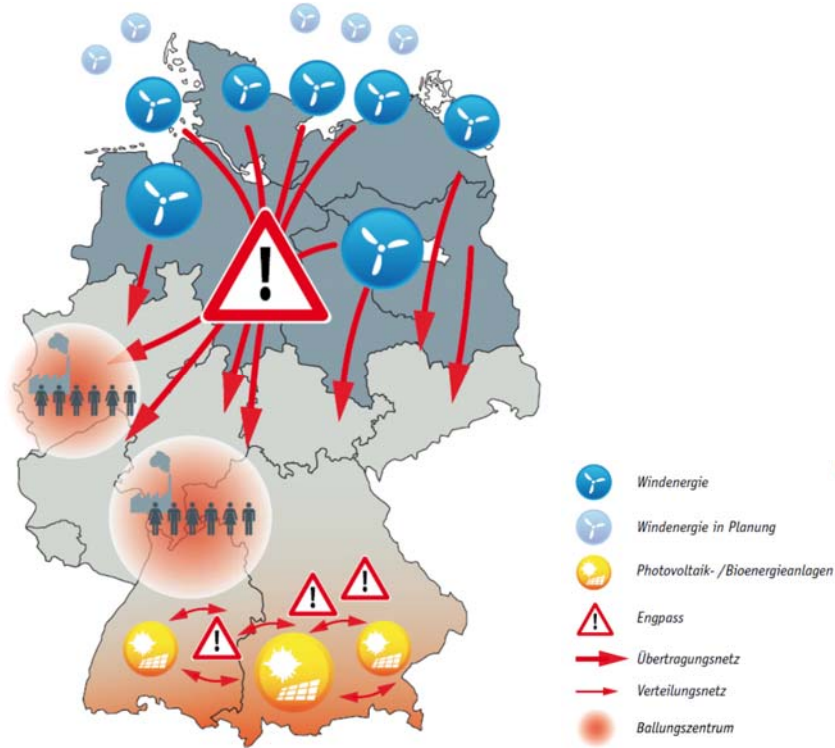 Windenergie
Windenergie in Planung
Photovoltaik- /Bioenergieanlagen
Engpass
Übertragungsnetz
Verteilungsnetz
Ballungszentrum